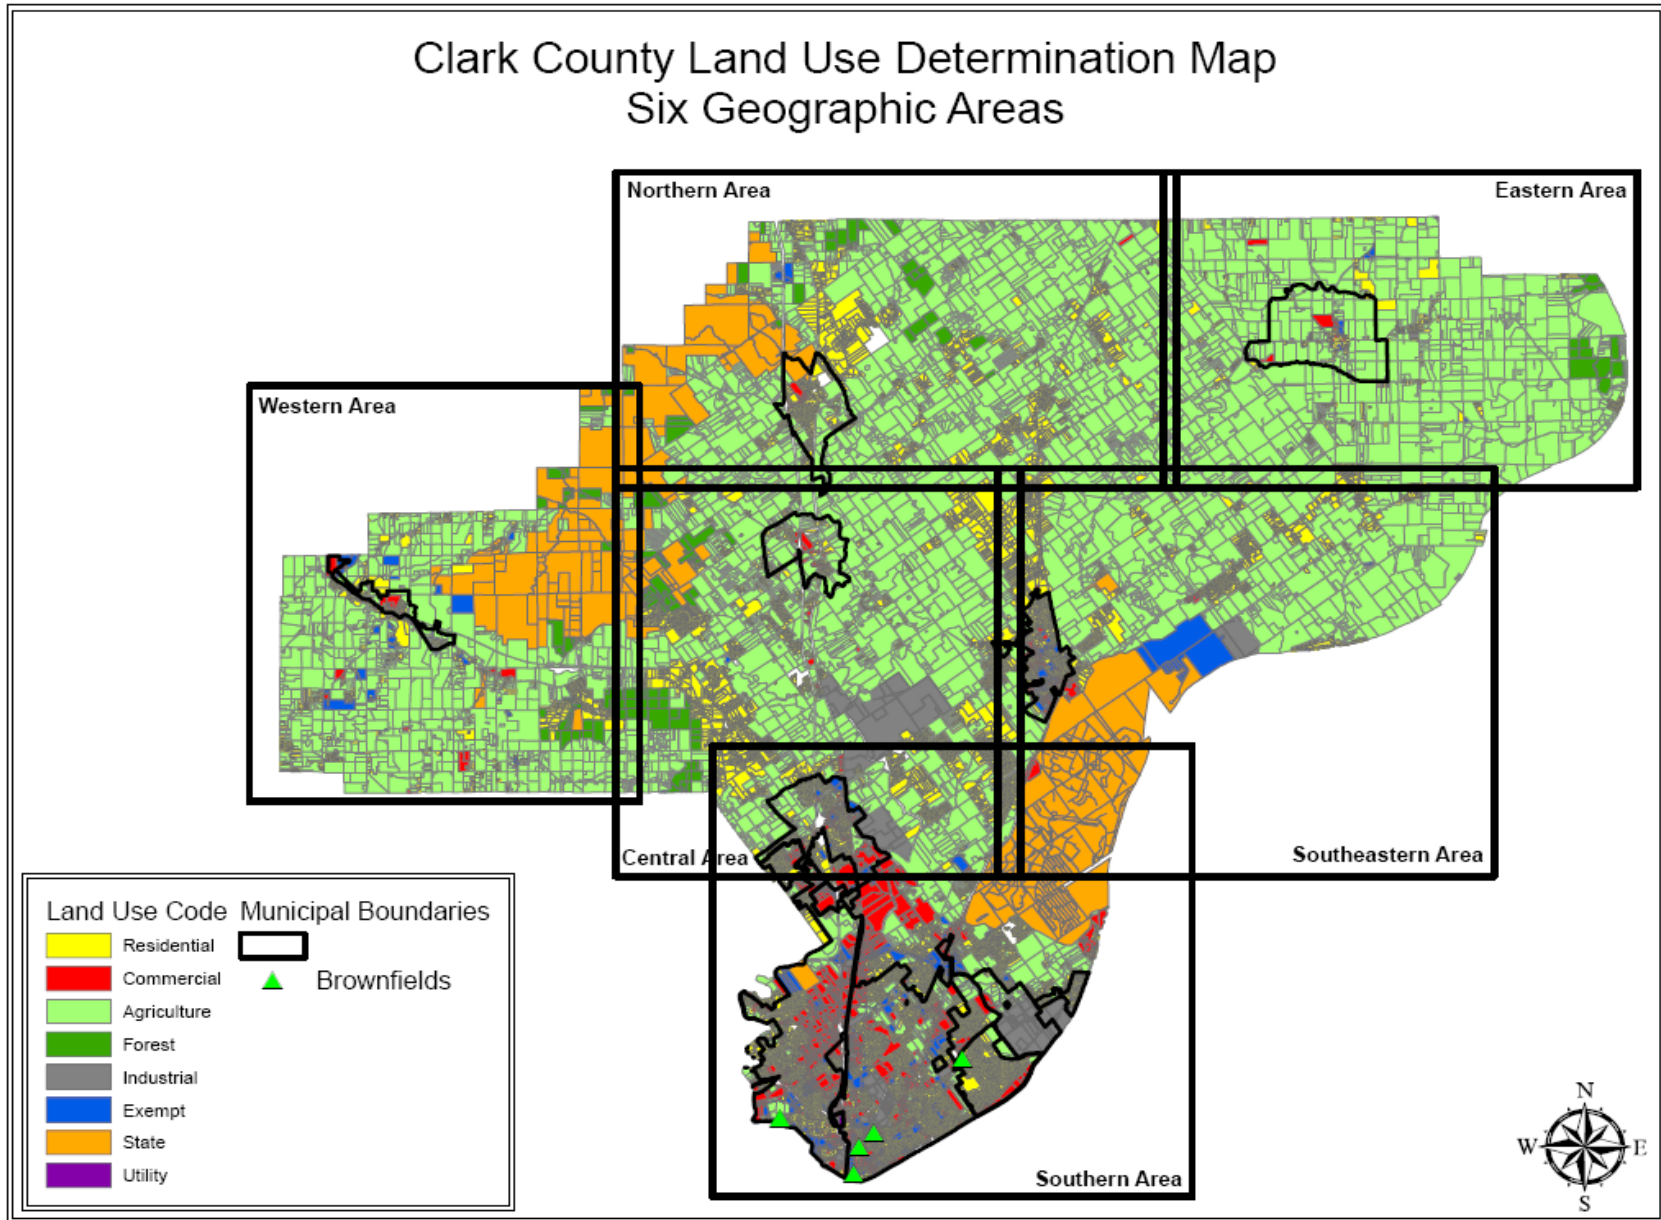 Clark County Land Use Determination Map
Six Geographic Areas
Northern Area
Eastern Area
Western Area
Central Area
Southeastern Area
Southern Area
Land Use Code
Municipal Boundaries
Residential
Commercial
Brownfields
Agriculture
Forest
Industrial
Exempt
State
Utility
N
W
E
S